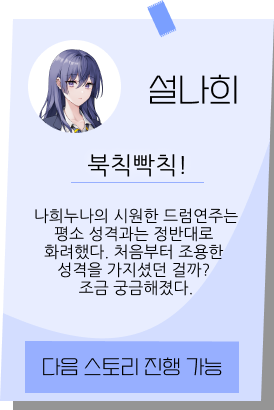 설나희
북칙빡칙!
나희누나의 시원한 드럼연주는
평소 성격과는 정반대로
화려했다. 처음부터 조용한
성격을 가지셨던 걸까?
조금 궁금해졌다.
다음 스토리 진행 가능